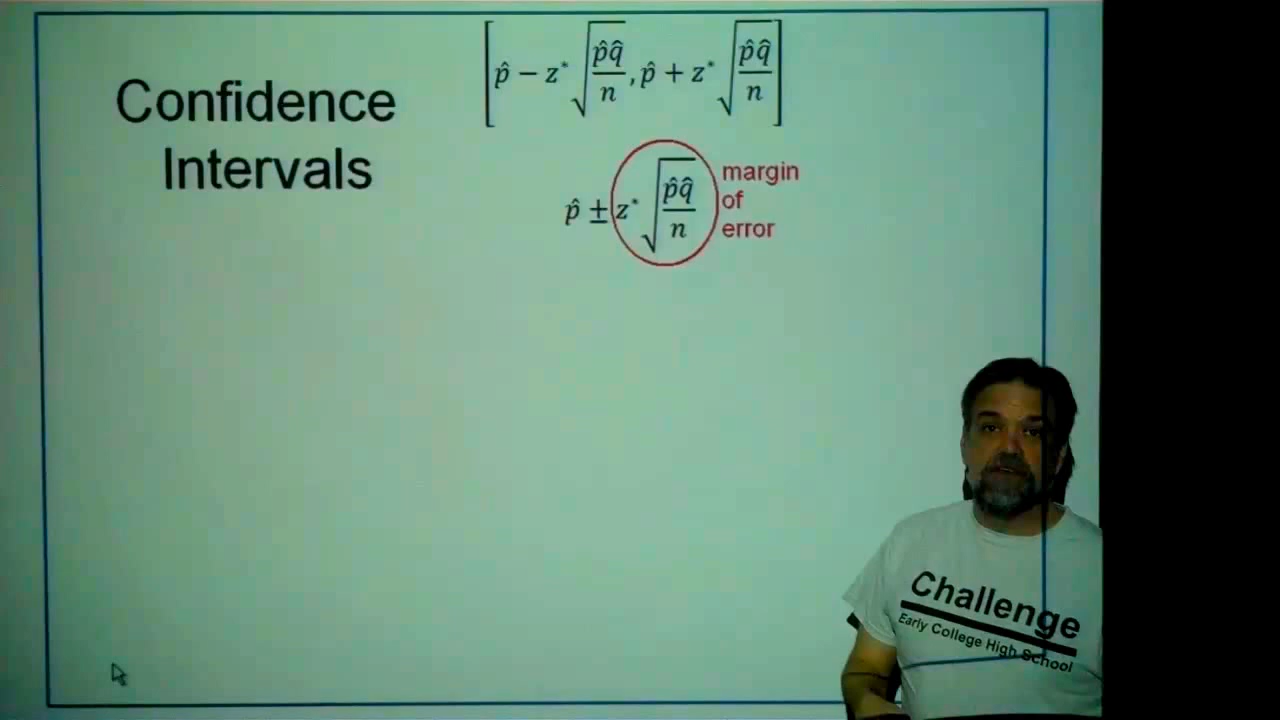 Confidence
Intervals
[p̂ − z* √(p̂q̂/n), p̂ + z* √(p̂q̂/n)]
p̂ ± z* √(p̂q̂/n)
margin
of
error
Challenge
Early College High School